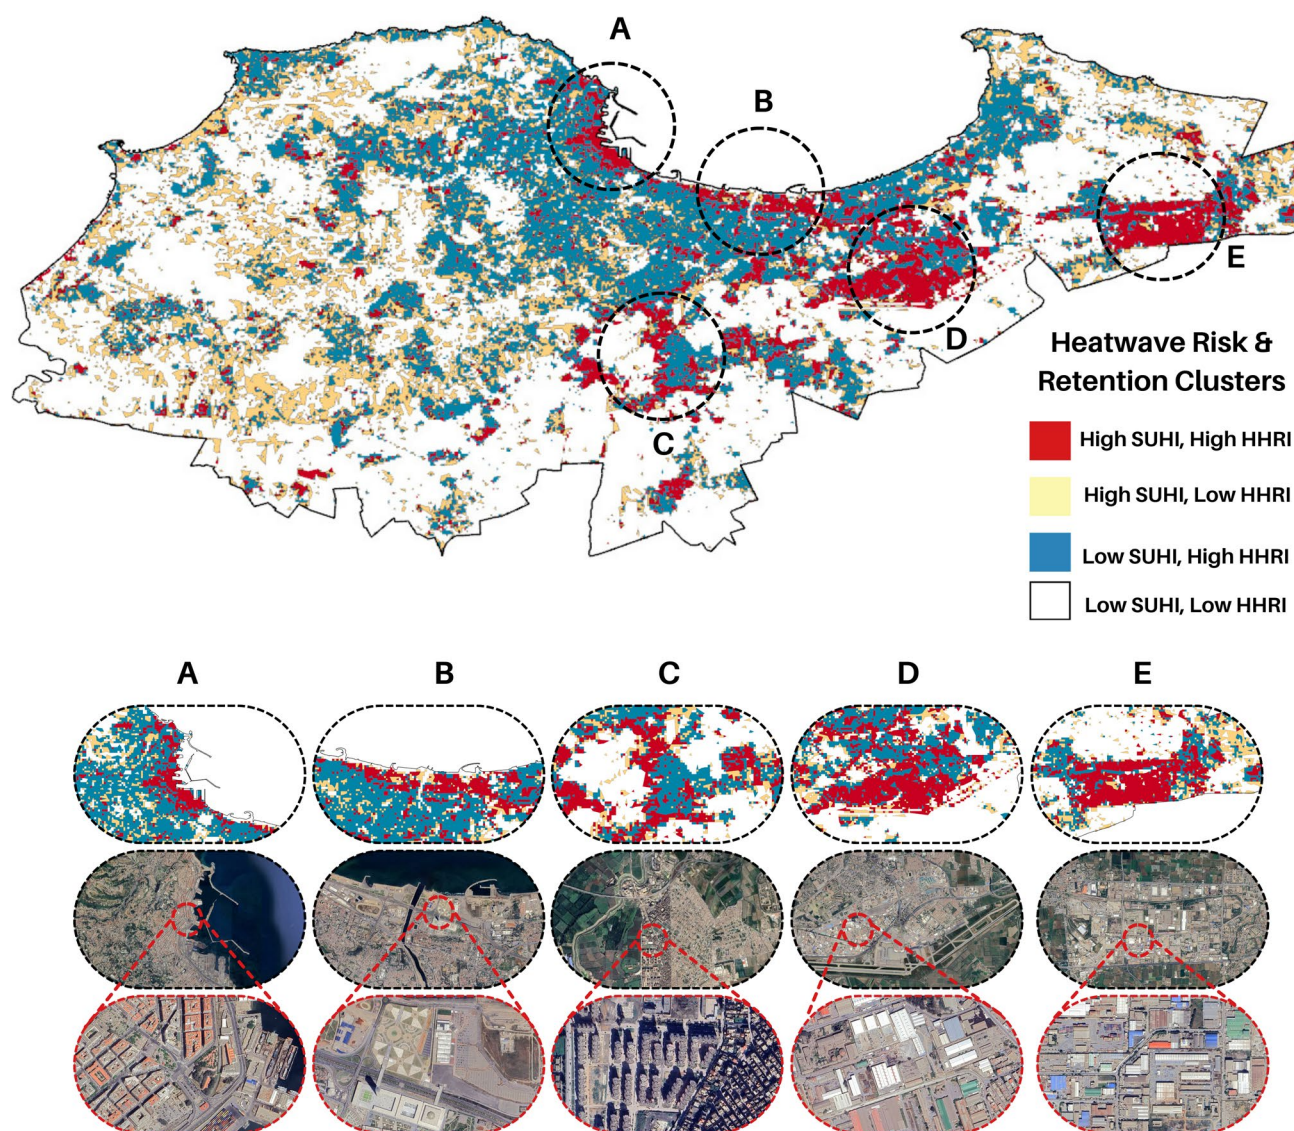 A
B
E
D
C
Heatwave Risk &
Retention Clusters
High SUHI, High HHRI
High SUHI, Low HHRI
Low SUHI, High HHRI
Low SUHI, Low HHRI
A B C D E